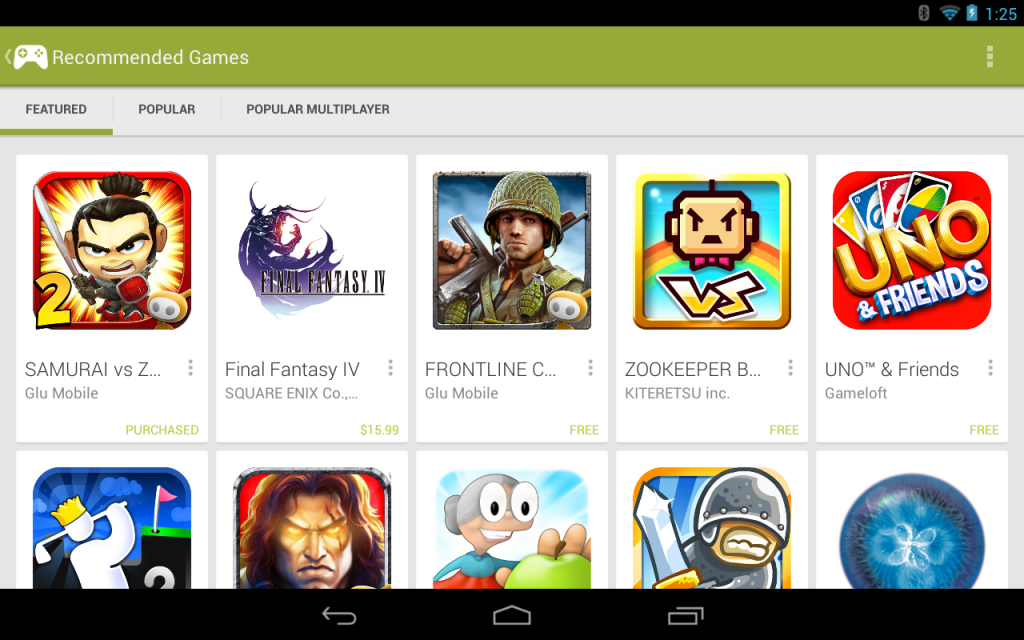 1:25
Recommended Games
FEATURED
POPULAR
POPULAR MULTIPLAYER
2
FINAL FANTASY IV
VS
UNO
& FRIENDS
SAMURAI vs Z...
Final Fantasy IV
FRONTLINE C...
ZOOKEEPER B...
UNO™ & Friends
Glu Mobile
SQUARE ENIX Co.,...
Glu Mobile
KITERETSU inc.
Gameloft
PURCHASED
$15.99
FREE
FREE
FREE
2